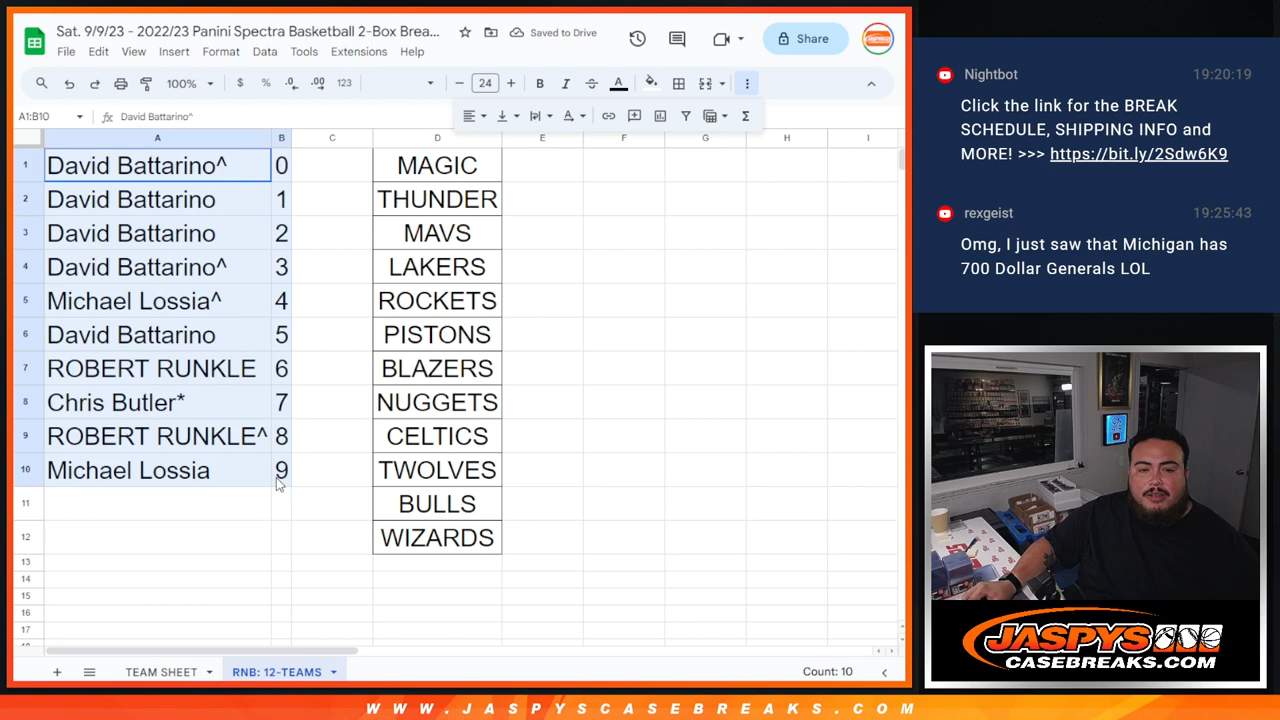 Sat. 9/9/23 - 2022/23 Panini Spectra Basketball 2-Box Brea...
Saved to Drive
File Edit View Insert Format Data Tools Extensions Help
Share
100% $ % .0 .00 123 24 B I S A
A1:B10 fx David Battarino^
A B C D E F G H I
1 David Battarino^ 0 MAGIC
2 David Battarino 1 THUNDER
3 David Battarino 2 MAVS
4 David Battarino^ 3 LAKERS
5 Michael Lossia^ 4 ROCKETS
6 David Battarino 5 PISTONS
7 ROBERT RUNKLE 6 BLAZERS
8 Chris Butler* 7 NUGGETS
9 ROBERT RUNKLE^ 8 CELTICS
10 Michael Lossia 9 TWOLVES
11 BULLS
12 WIZARDS
13
14
15
16
17
TEAM SHEET RNB: 12-TEAMS Count: 10
Nightbot 19:20:19
Click the link for the BREAK
SCHEDULE, SHIPPING INFO and
MORE! >>> https://bit.ly/2Sdw6K9
rexgeist 19:25:43
Omg, I just saw that Michigan has
700 Dollar Generals LOL
JASPYS
CASEBREAKS.COM
WWW.JASPYSCASEBREAKS.COM